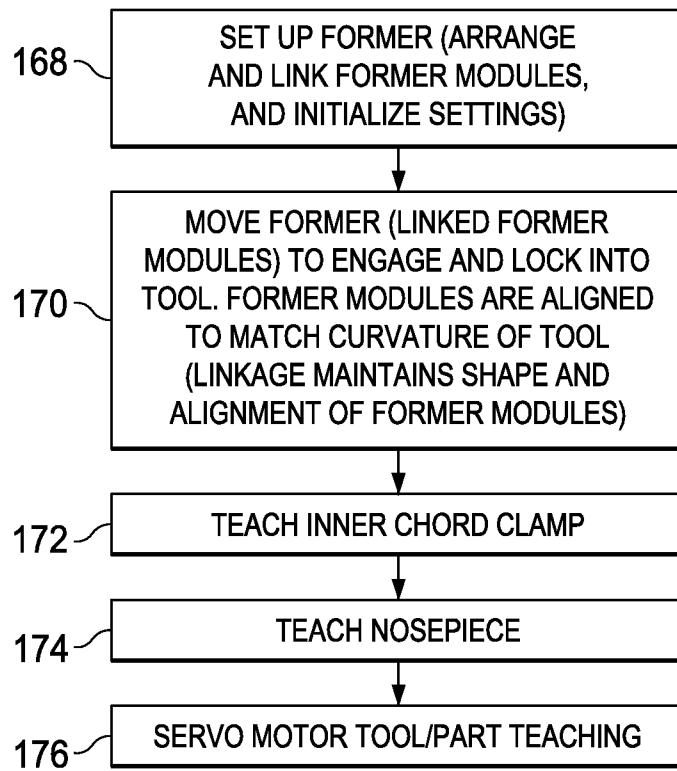 168
SET UP FORMER (ARRANGE
AND LINK FORMER MODULES,
AND INITIALIZE SETTINGS)
170
MOVE FORMER (LINKED FORMER
MODULES) TO ENGAGE AND LOCK INTO
TOOL. FORMER MODULES ARE ALIGNED
TO MATCH CURVATURE OF TOOL
(LINKAGE MAINTAINS SHAPE AND
ALIGNMENT OF FORMER MODULES)
172
TEACH INNER CHORD CLAMP
174
TEACH NOSEPIECE
176
SERVO MOTOR TOOL/PART TEACHING